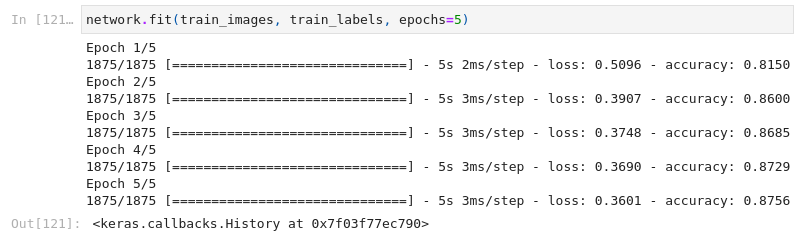 In [121… network.fit(train_images, train_labels, epochs=5)
Epoch 1/5
1875/1875 [==============================] - 5s 2ms/step - loss: 0.5096 - accuracy: 0.8150
Epoch 2/5
1875/1875 [==============================] - 5s 3ms/step - loss: 0.3907 - accuracy: 0.8600
Epoch 3/5
1875/1875 [==============================] - 5s 3ms/step - loss: 0.3748 - accuracy: 0.8685
Epoch 4/5
1875/1875 [==============================] - 5s 3ms/step - loss: 0.3690 - accuracy: 0.8729
Epoch 5/5
1875/1875 [==============================] - 5s 3ms/step - loss: 0.3601 - accuracy: 0.8756
Out[121]: <keras.callbacks.History at 0x7f03f77ec790>